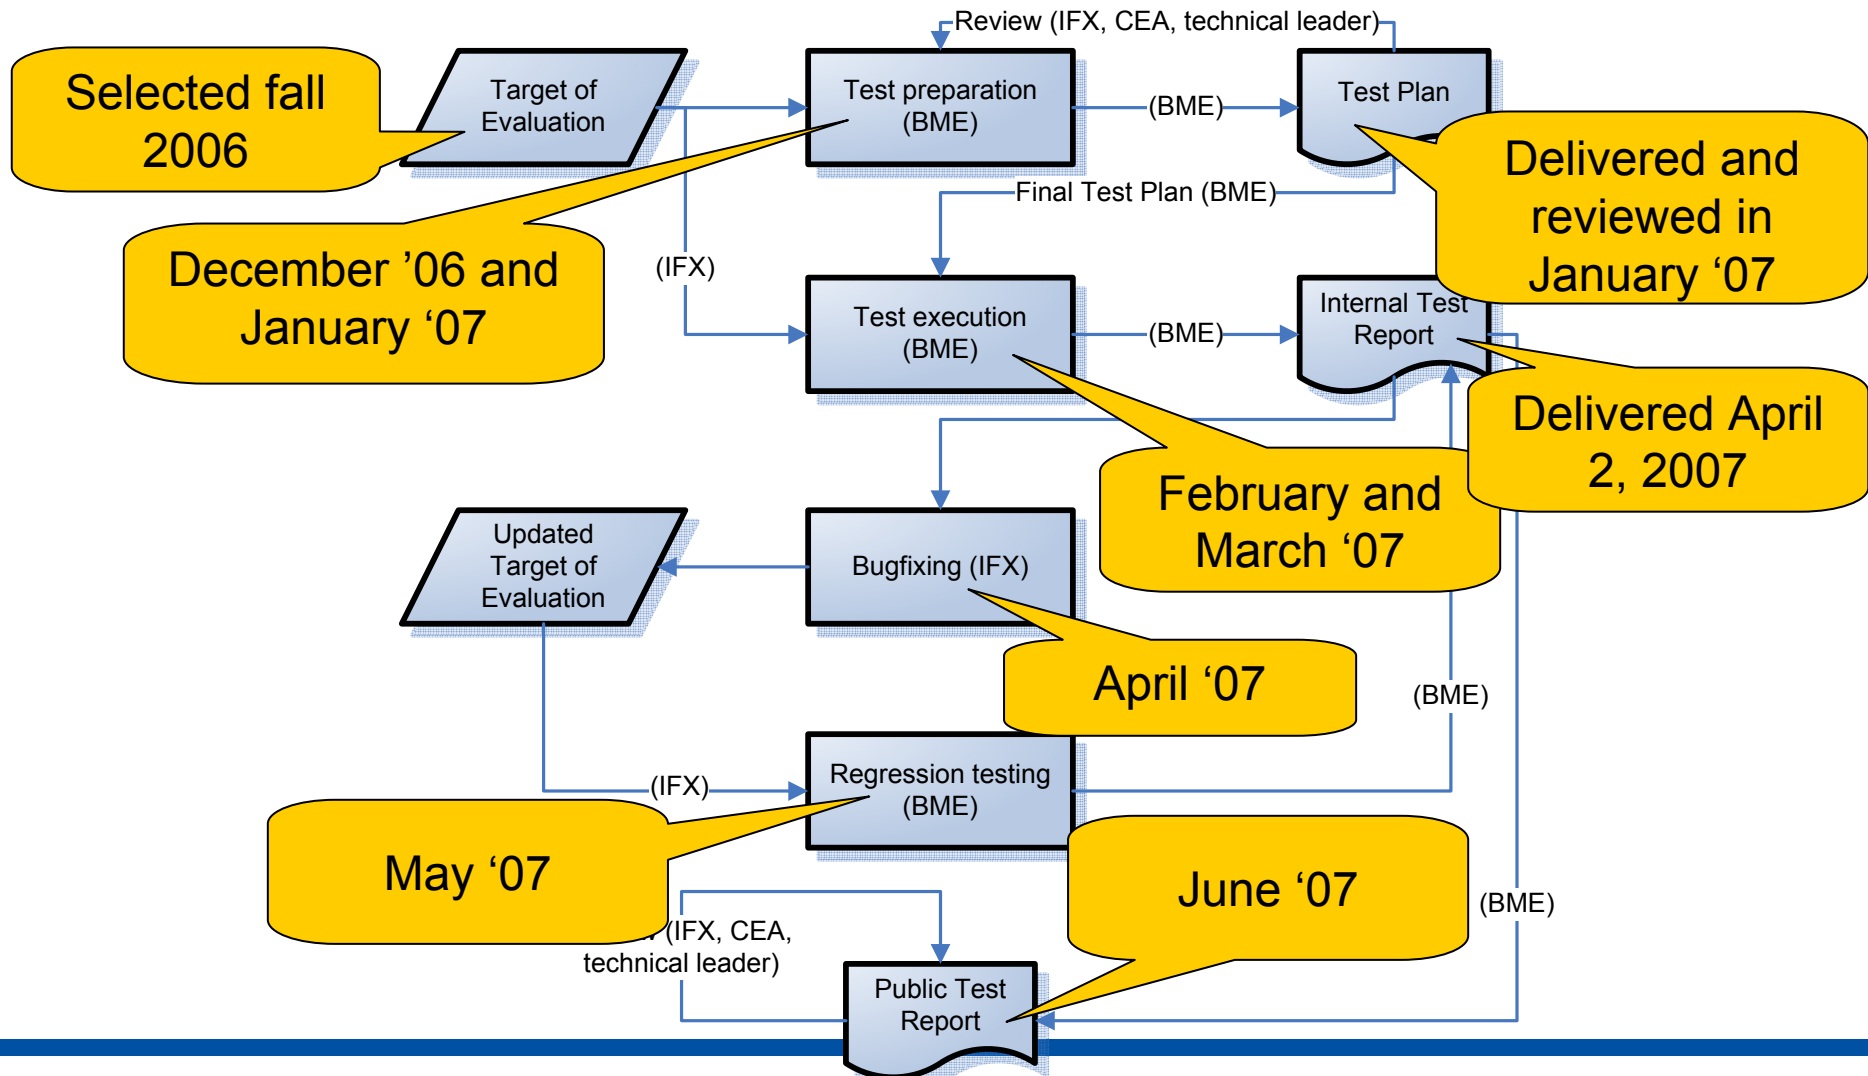 Review (IFX, CEA, technical leader)
Selected fall
2006
Target of
Evaluation
Test preparation
(BME)
(BME)
Test Plan
Delivered and
reviewed in
January ‘07
Final Test Plan (BME)
December ’06 and
January ‘07
(IFX)
Test execution
(BME)
(BME)
Internal Test
Report
Delivered April
2, 2007
February and
March ‘07
Updated
Target of
Evaluation
Bugfixing (IFX)
April ‘07
(BME)
(IFX)
Regression testing
(BME)
May ‘07
June ‘07
(BME)
(IFX, CEA,
technical leader)
Public Test
Report